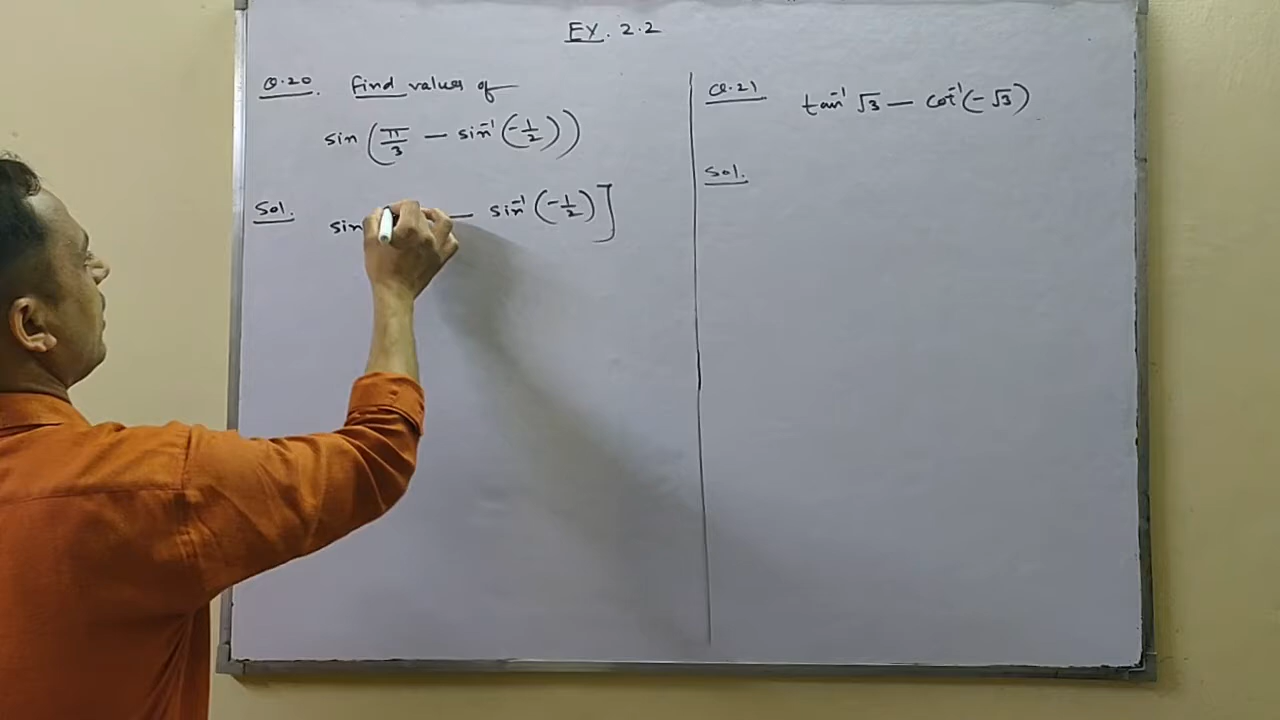 EX. 2.2
Q.20. Find values of
sin (π/3 — sin⁻¹(-1/2))
Sol. sin — sin⁻¹(-1/2)]
Q.21 tan⁻¹ √3 — cot⁻¹(-√3)
Sol.